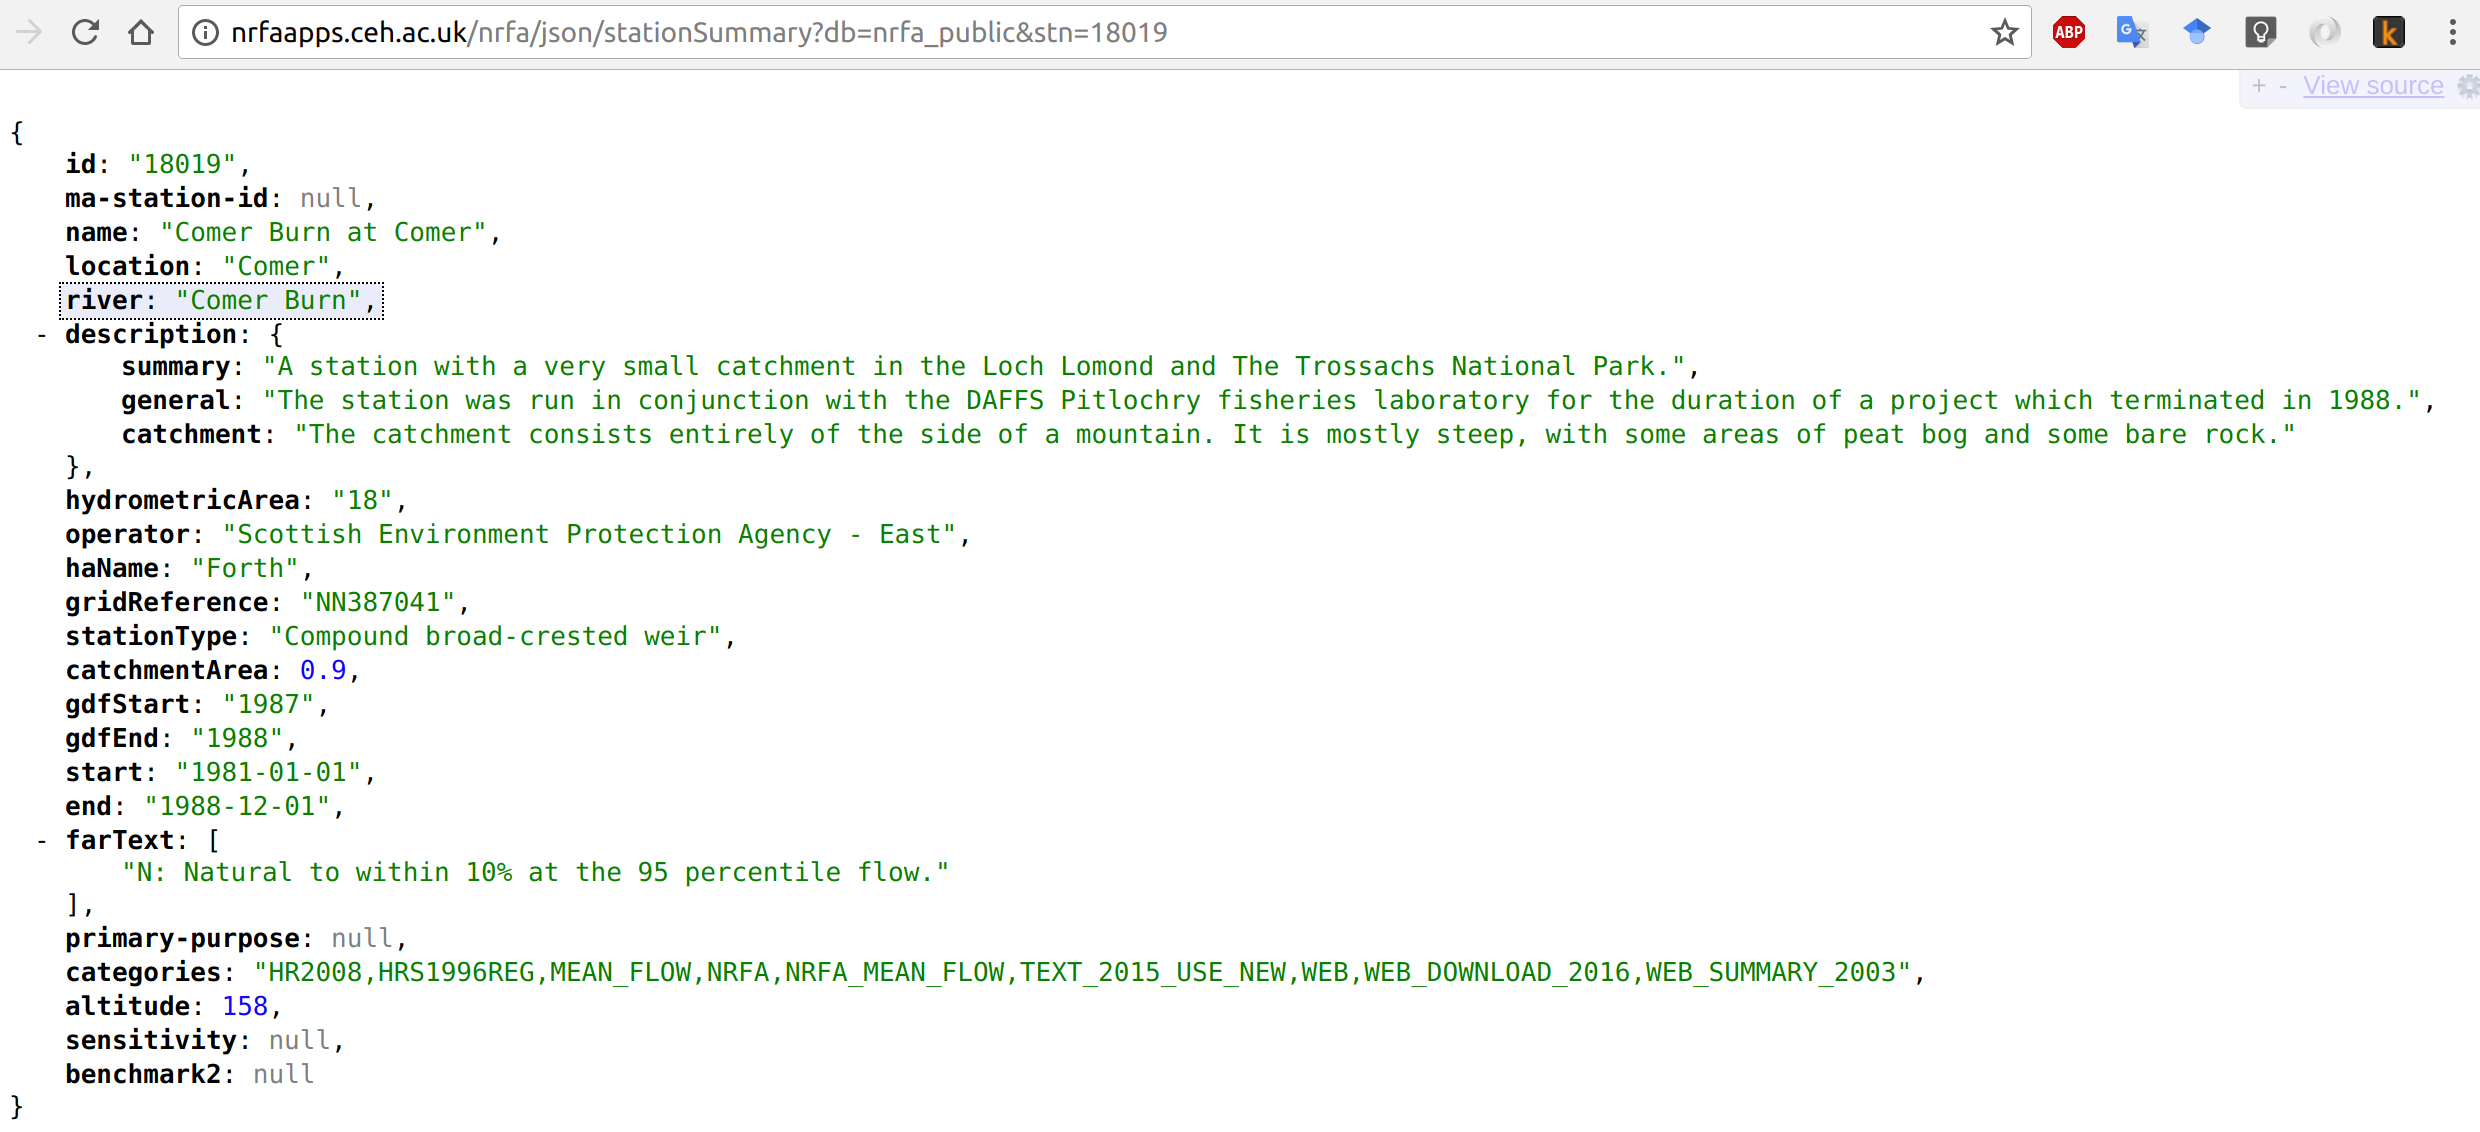 nrfaapps.ceh.ac.uk/nrfa/json/stationSummary?db=nrfa_public&stn=18019
ABP
G
k
+ - View source
{
id: "18019",
ma-station-id: null,
name: "Comer Burn at Comer",
location: "Comer",
river: "Comer Burn",
- description: {
summary: "A station with a very small catchment in the Loch Lomond and The Trossachs National Park.",
general: "The station was run in conjunction with the DAFFS Pitlochry fisheries laboratory for the duration of a project which terminated in 1988.",
catchment: "The catchment consists entirely of the side of a mountain. It is mostly steep, with some areas of peat bog and some bare rock."
},
hydrometricArea: "18",
operator: "Scottish Environment Protection Agency - East",
haName: "Forth",
gridReference: "NN387041",
stationType: "Compound broad-crested weir",
catchmentArea: 0.9,
gdfStart: "1987",
gdfEnd: "1988",
start: "1981-01-01",
end: "1988-12-01",
- farText: [
"N: Natural to within 10% at the 95 percentile flow."
],
primary-purpose: null,
categories: "HR2008,HRS1996REG,MEAN_FLOW,NRFA,NRFA_MEAN_FLOW,TEXT_2015_USE_NEW,WEB,WEB_DOWNLOAD_2016,WEB_SUMMARY_2003",
altitude: 158,
sensitivity: null,
benchmark2: null
}